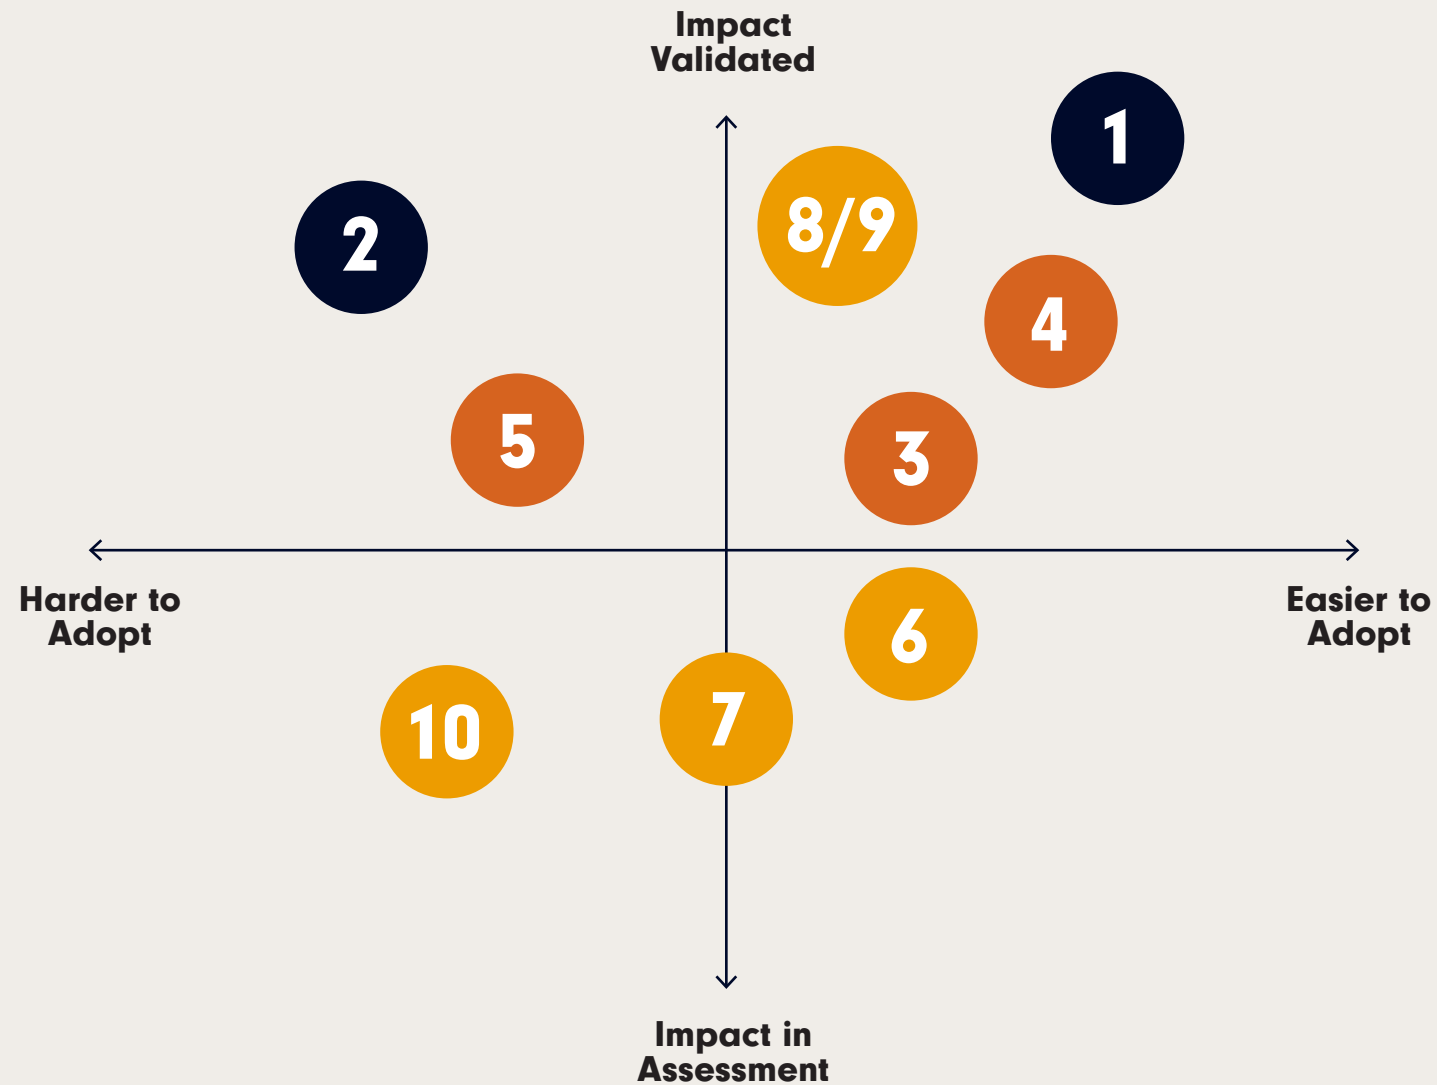 Impact
Validated
1
8/9
2
4
5
3
Harder to
Adopt
Easier to
Adopt
6
7
10
Impact in
Assessment